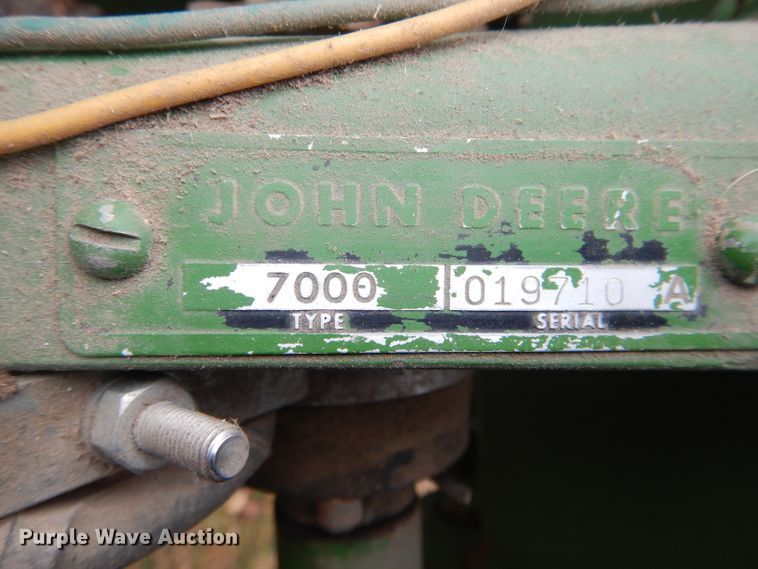 JOHN DEERE
7000 019710 A
TYPE SERIAL
Purple Wave Auction